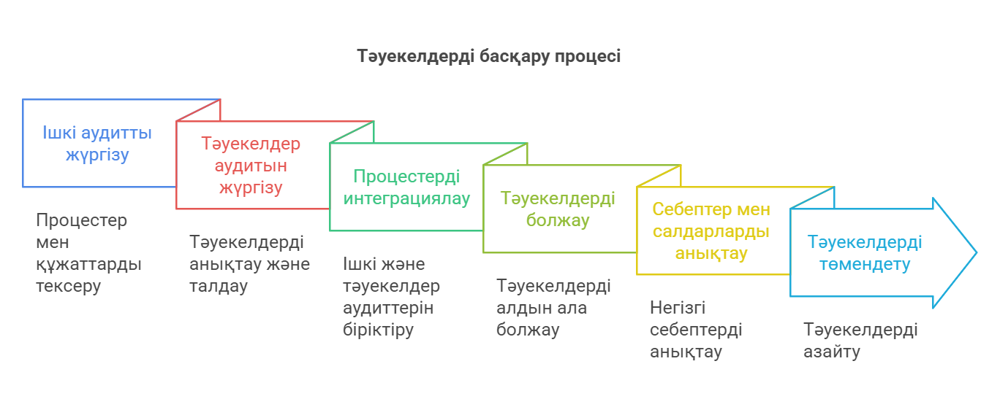 Тәуекелдерді басқару процесі
Ішкі аудитты
жүргізу
Процестер
мен
құжаттарды
тексеру
Тәуекелдер
аудитын
жүргізу
Тәуекелдерді
анықтау және
талдау
Процестерді
интеграциялау
Ішкі және
тәуекелдер
аудиттерін
біріктіру
Тәуекелдерді
болжау
Тәуекелдерді
алдын ала
болжау
Себептер мен
салдарларды
анықтау
Негізгі
себептерді
анықтау
Тәуекелдерді
төмендету
Тәуекелдерді
азайту